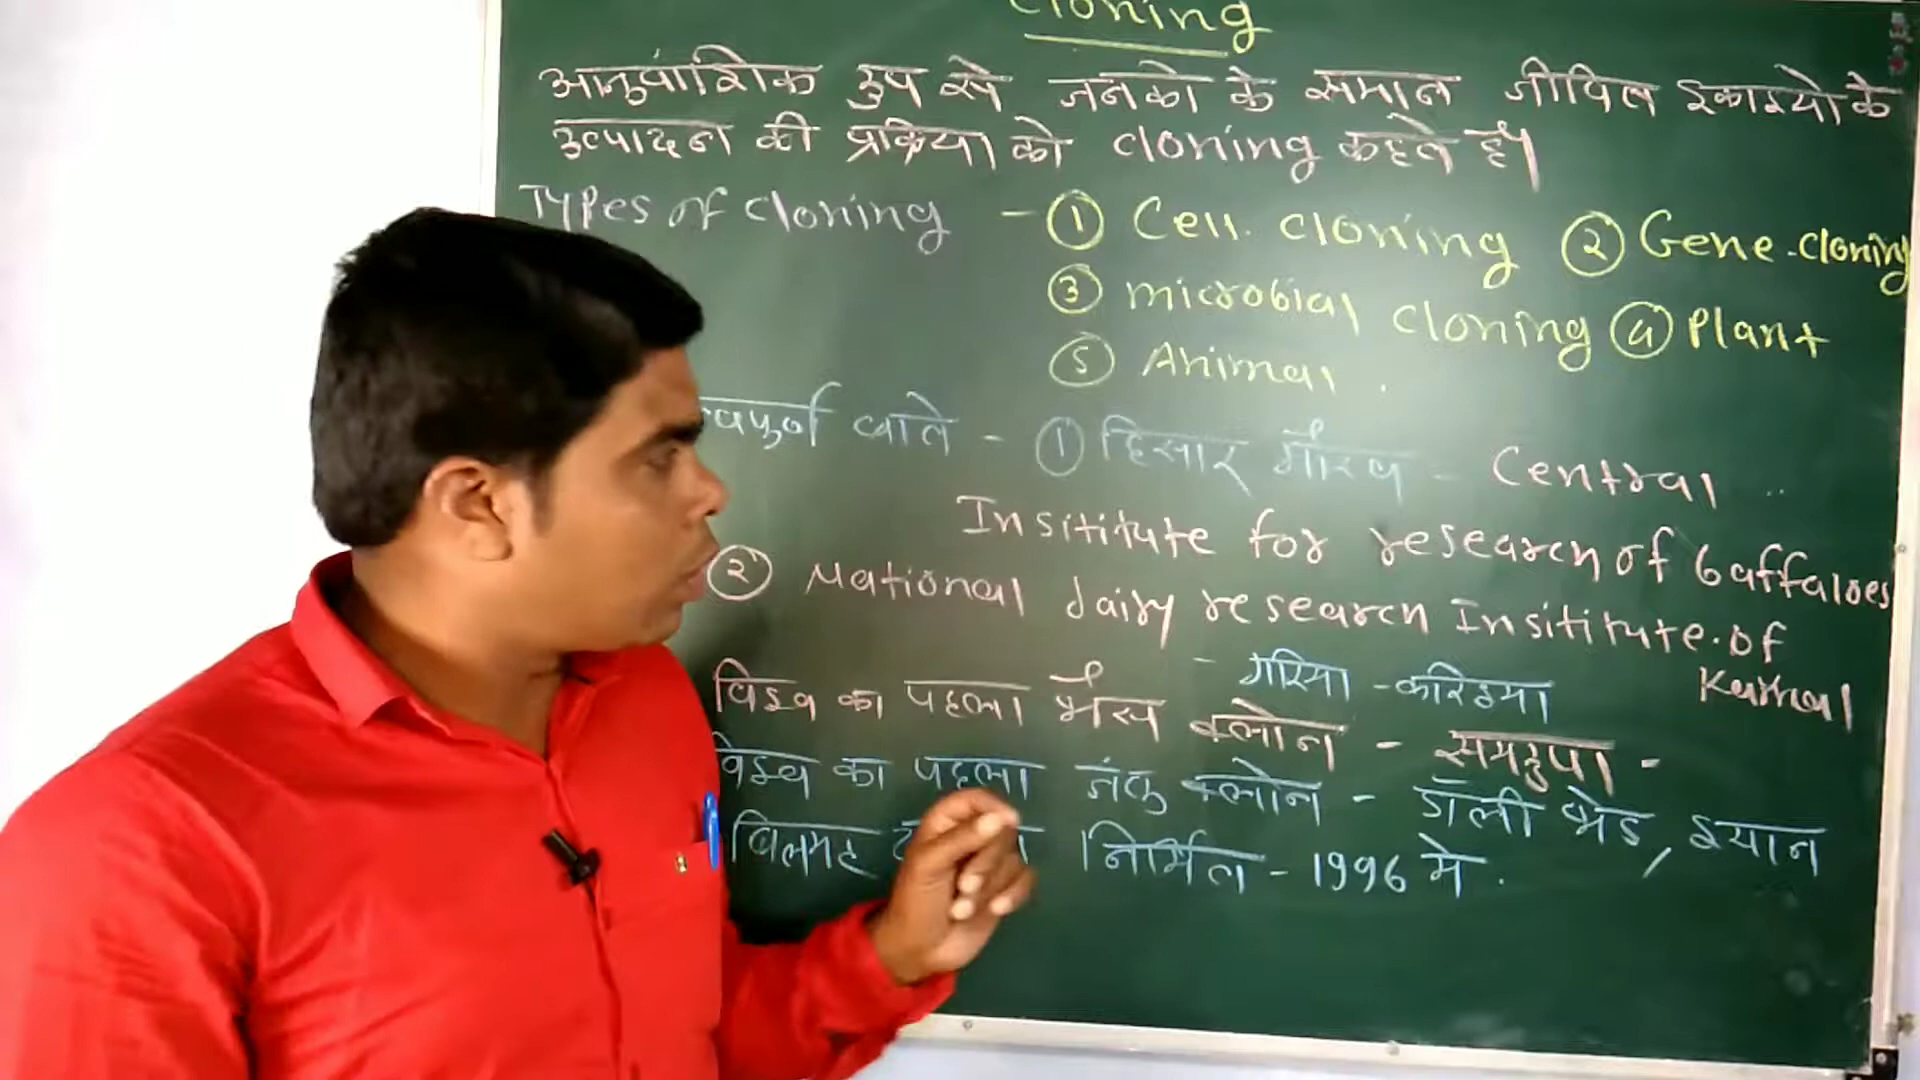 cloning
आनुवांशिक रुप से जनको के समान जीवित इकाइयो के
उत्पादन की प्रक्रिया को cloning कहते है।
Types of cloning - ① Cell. cloning ② Gene-cloning
③ microbial cloning ④ Plant
⑤ Animal.
बाते - ① हिसार गौरव - Central
Insititute for research of baffaloes
② National dairy research Insititute.of
Karnal
- गरिमा - करिश्मा
विश्व का पहला भैंस क्लोन - समरुपा -
विश्व का पहला जंतु क्लोन - डॉली भेड, इयान
निर्मित - 1996 मे.